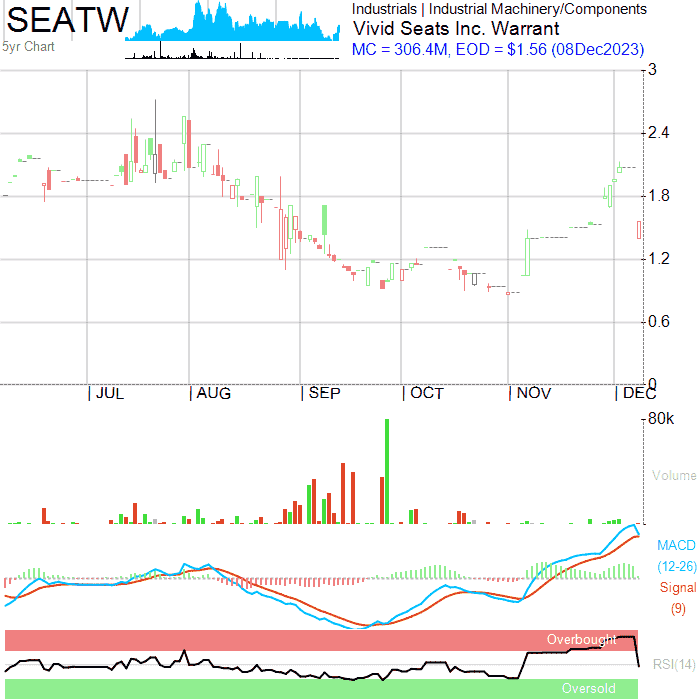 SEATW
5yr Chart
Industrials | Industrial Machinery/Components
Vivid Seats Inc. Warrant
MC = 306.4M, EOD = $1.56 (08Dec2023)
3
2.4
1.8
1.2
0.6
0
JUL AUG SEP OCT NOV DEC
80k
Volume
MACD
(12-26)
Signal
(9)
Overbought
RSI(14)
Oversold